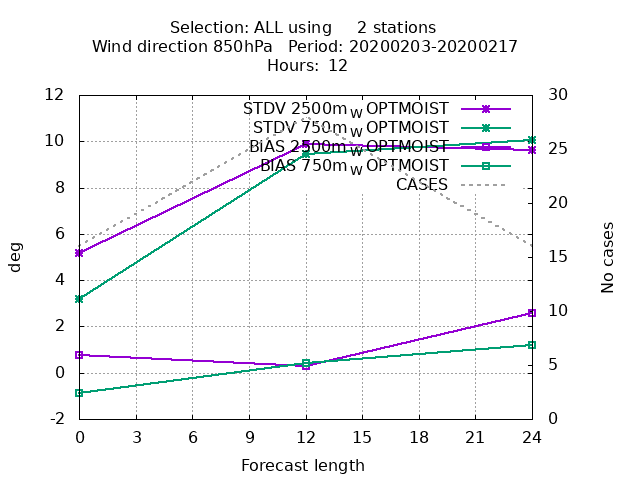 Selection: ALL using 2 stations
Wind direction 850hPa Period: 20200203-20200217
Hours: 12
STDV 2500m_W OPTMOIST
STDV 750m_W OPTMOIST
BIAS 2500m_W OPTMOIST
BIAS 750m_W OPTMOIST
CASES
deg
12
10
8
6
4
2
0
-2
30
25
20
15
10
5
0
No cases
0 3 6 9 12 15 18 21 24
Forecast length